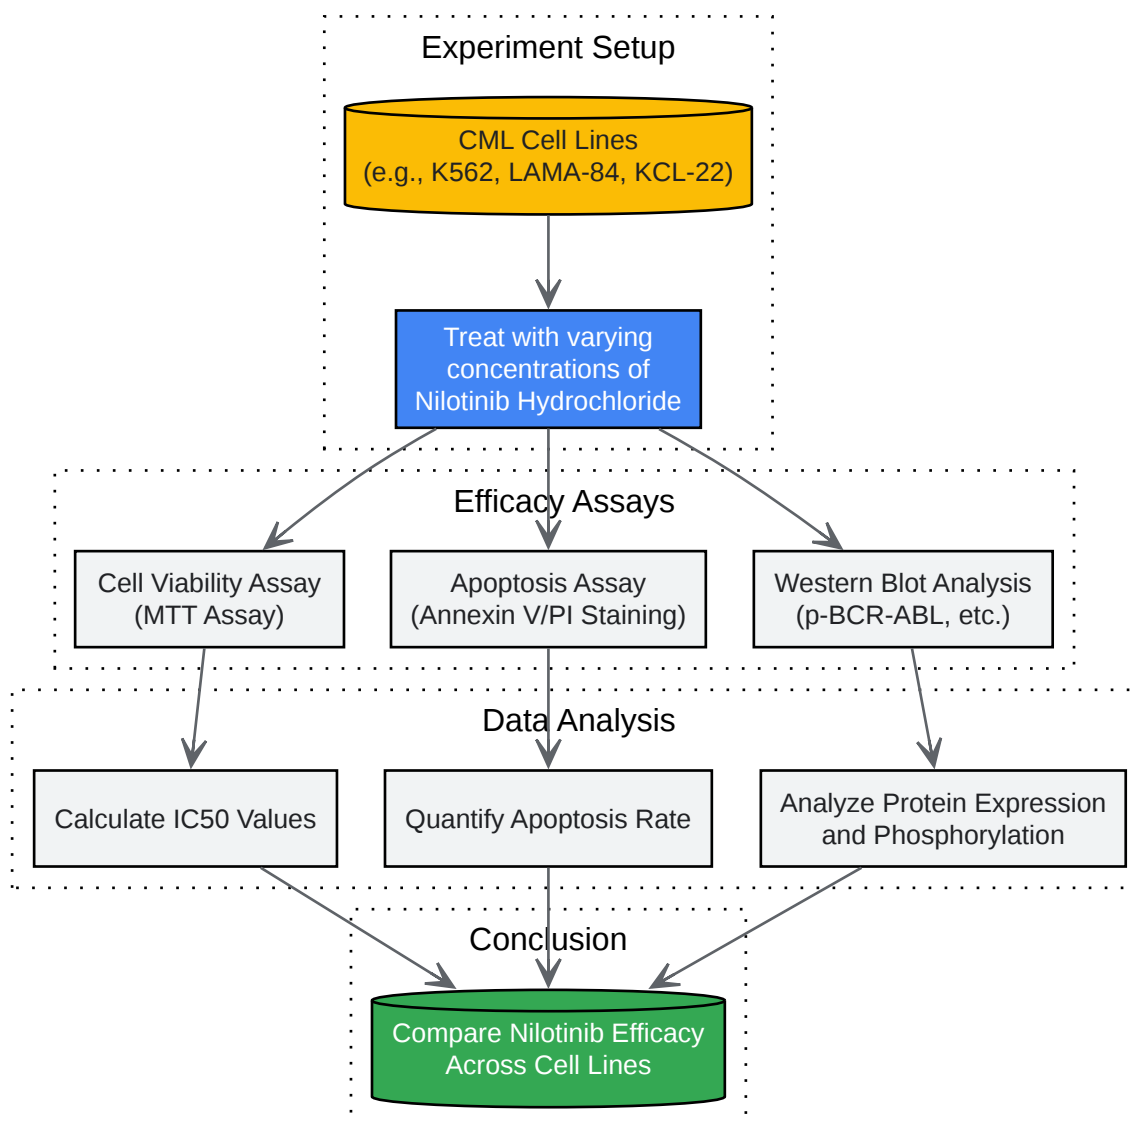 Experiment Setup
CML Cell Lines
(e.g., K562, LAMA-84, KCL-22)
Treat with varying
concentrations of
Nilotinib Hydrochloride
Efficacy Assays
Cell Viability Assay
(MTT Assay)
Apoptosis Assay
(Annexin V/PI Staining)
Western Blot Analysis
(p-BCR-ABL, etc.)
Data Analysis
Calculate IC50 Values
Quantify Apoptosis Rate
Analyze Protein Expression
and Phosphorylation
Conclusion
Compare Nilotinib Efficacy
Across Cell Lines